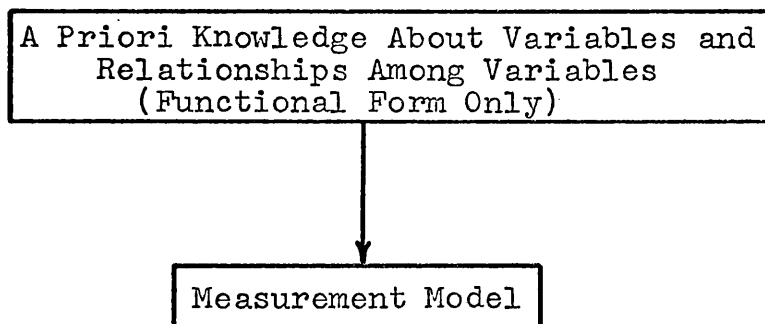 A Priori Knowledge About Variables and
Relationships Among Variables
(Functional Form Only)
Measurement Model